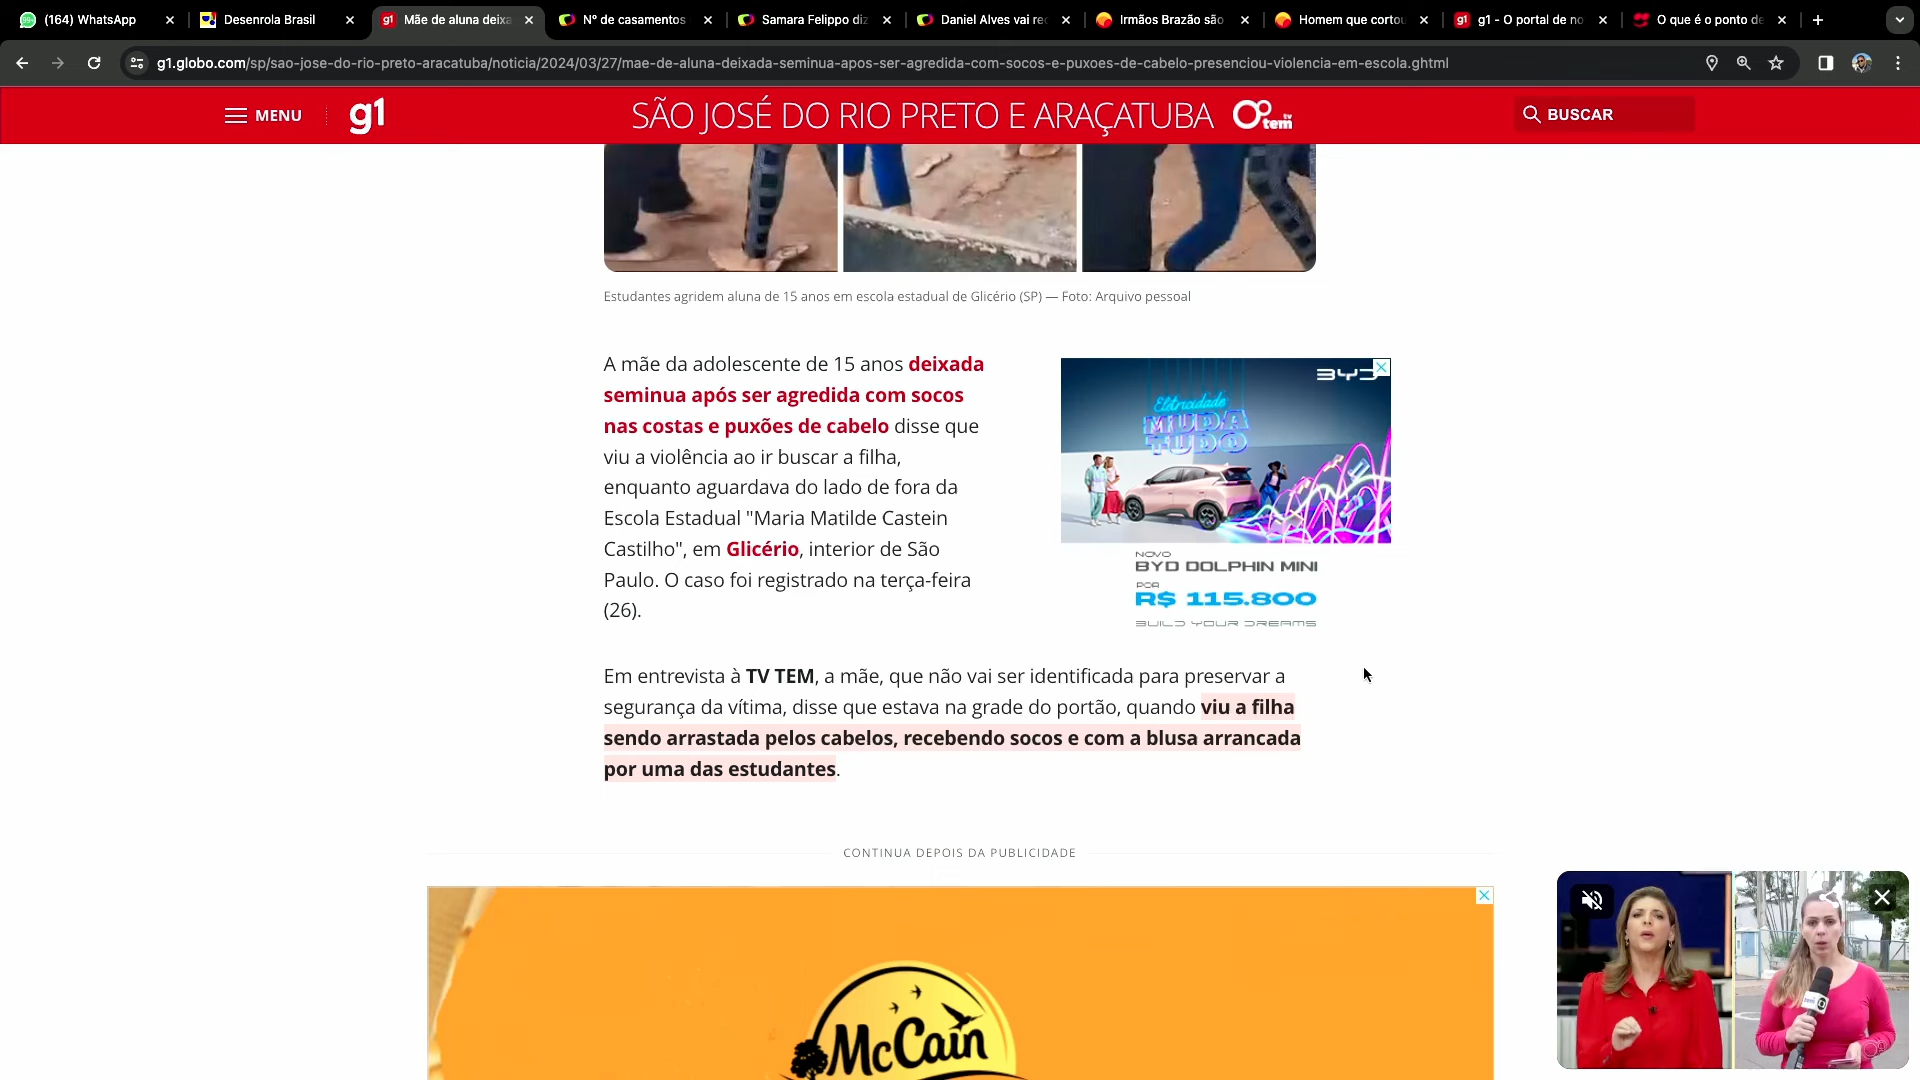 (164) WhatsApp
Desenrola Brasil
g1
Mãe de aluna deixa
N° de casamentos
Samara Felippo diz
Daniel Alves vai re
Irmãos Brazão são
Homem que cortou
g1
g1 - O portal de no
O que é o ponto de
g1.globo.com/sp/sao-jose-do-rio-preto-aracatuba/noticia/2024/03/27/mae-de-aluna-deixada-seminua-apos-ser-agredida-com-socos-e-puxoes-de-cabelo-presenciou-violencia-em-escola.ghtml
MENU
g1
SÃO JOSÉ DO RIO PRETO E ARAÇATUBA
tv tem
BUSCAR
Estudantes agridem aluna de 15 anos em escola estadual de Glicério (SP) — Foto: Arquivo pessoal
A mãe da adolescente de 15 anos deixada
seminua após ser agredida com socos
nas costas e puxões de cabelo disse que
viu a violência ao ir buscar a filha,
enquanto aguardava do lado de fora da
Escola Estadual "Maria Matilde Castein
Castilho", em Glicério, interior de São
Paulo. O caso foi registrado na terça-feira
(26).
BYD
Eletricidade
MUDA
TUDO
NOVO
BYD DOLPHIN MINI
POR
R$ 115.800
BUILD YOUR DREAMS
Em entrevista à TV TEM, a mãe, que não vai ser identificada para preservar a
segurança da vítima, disse que estava na grade do portão, quando viu a filha
sendo arrastada pelos cabelos, recebendo socos e com a blusa arrancada
por uma das estudantes.
CONTINUA DEPOIS DA PUBLICIDADE
McCain